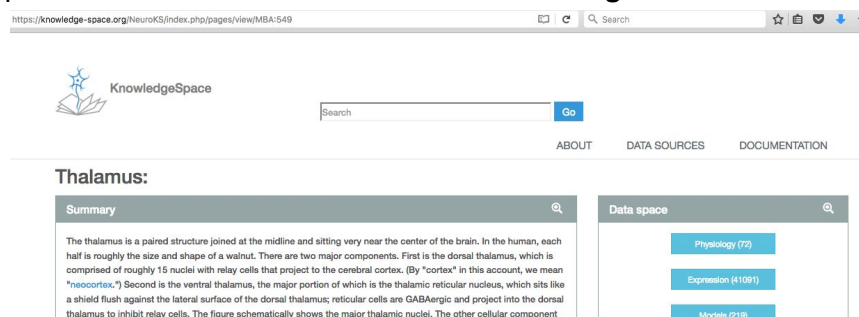 https://knowledge-space.org/NeuroKS/index.php/pages/view/MBA:549
Search
KnowledgeSpace
Search
Go
ABOUT DATA SOURCES DOCUMENTATION
Thalamus:
Summary
The thalamus is a paired structure joined at the midline and sitting very near the center of the brain. In the human, each
half is roughly the size and shape of a walnut. There are two major components. First is the dorsal thalamus, which is
comprised of roughly 15 nuclei with relay cells that project to the cerebral cortex. (By "cortex" in this account, we mean
"neocortex.") Second is the ventral thalamus, the major portion of which is the thalamic reticular nucleus, which sits like
a shield flush against the lateral surface of the dorsal thalamus; reticular cells are GABAergic and project into the dorsal
thalamus to inhibit relay cells. The figure schematically shows the major thalamic nuclei. The other cellular component
Data space
Physiology (72)
Expression (41091)
Models (219)